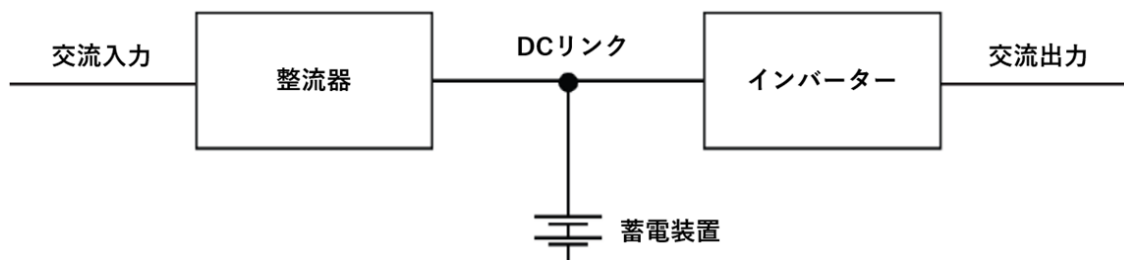 交流入力
整流器
DCリンク
インバーター
交流出力
蓄電装置